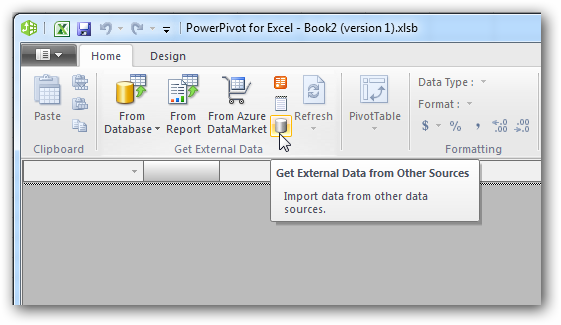 PowerPivot for Excel - Book2 (version 1).xlsb
Home Design
Paste
From
Database
From
Report
From Azure
DataMarket
Refresh
PivotTable
Data Type :
Format :
$ % , .00 .00
Clipboard Get External Data Formatting
Get External Data from Other Sources
Import data from other data
sources.